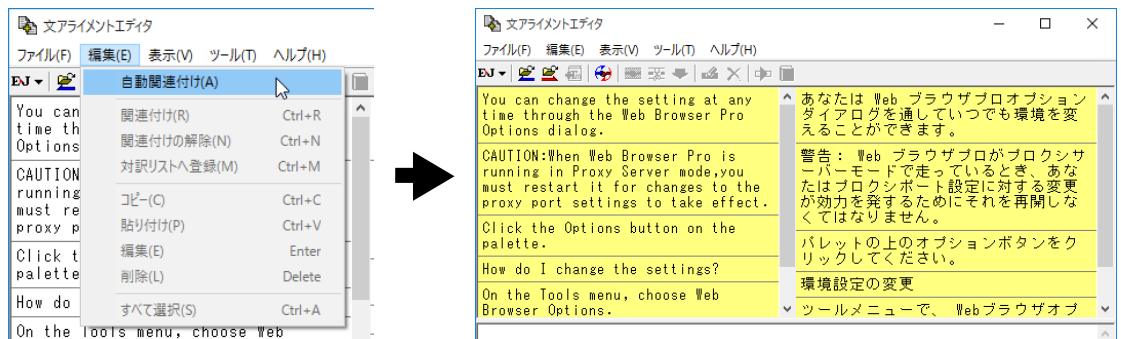 文アライメントエディタ
ファイル(F) 編集(E) 表示(V) ツール(T) ヘルプ(H)
EJ
自動関連付け(A)
関連付け(R) Ctrl+R
関連付けの解除(N) Ctrl+N
対訳リストへ登録(M) Ctrl+M
コピー(C) Ctrl+C
貼り付け(P) Ctrl+V
編集(E) Enter
削除(L) Delete
すべて選択(S) Ctrl+A
You can
time th
Options
CAUTION
running
must re
proxy p
Click t
palette
How do
On the Tools menu, choose Web
文アライメントエディタ
ファイル(F) 編集(E) 表示(V) ツール(T) ヘルプ(H)
EJ
You can change the setting at any
time through the Web Browser Pro
Options dialog.
CAUTION:When Web Browser Pro is
running in Proxy Server mode,you
must restart it for changes to the
proxy port settings to take effect.
Click the Options button on the
palette.
How do I change the settings?
On the Tools menu, choose Web
Browser Options.
あなたは Web ブラウザプロオプション
ダイアログを通していつでも環境を変
えることができます。
警告： Web ブラウザプロがプロクシサ
ーバーモードで走っているとき、あな
たはプロクシポート設定に対する変更
が効力を発するためにそれを再開しな
くてはなりません。
パレットの上のオプションボタンをク
リックしてください。
環境設定の変更
ツールメニューで、 Webブラウザオプ